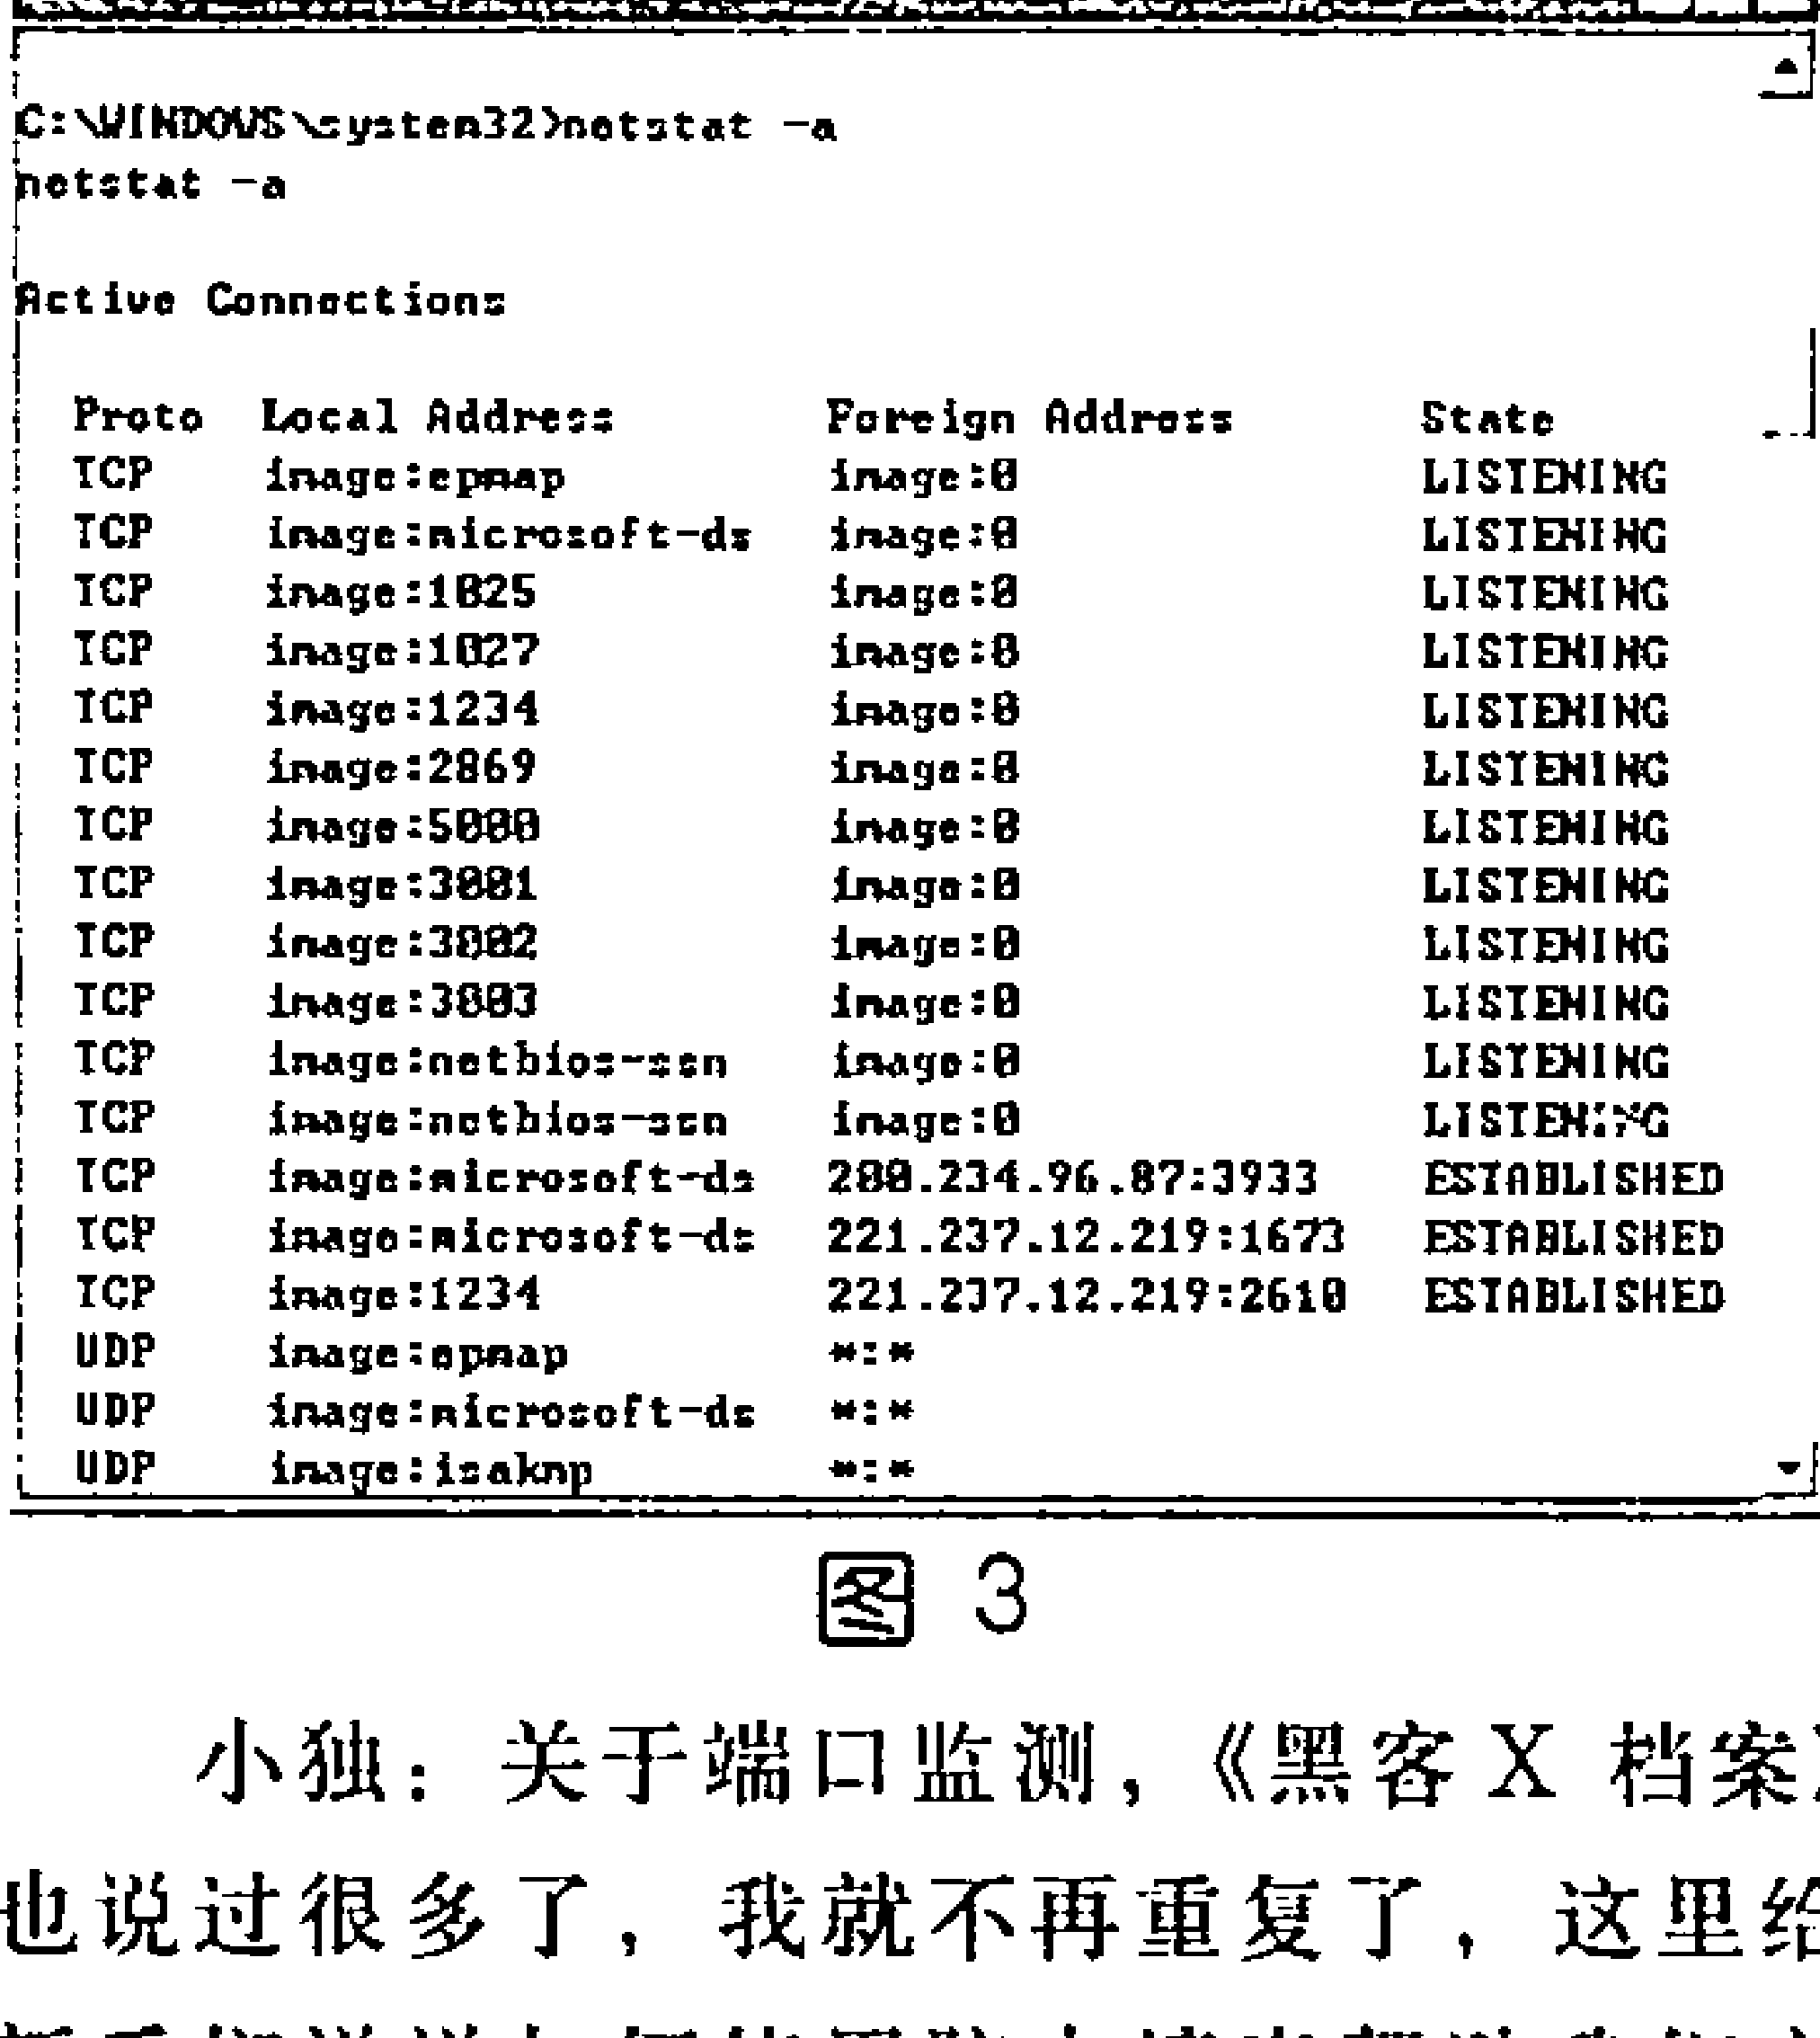 C:\WINDOWS\system32>netstat -a
netstat -a
Active Connections
Proto Local Address Foreign Address State
TCP image:epmap image:0 LISTENING
TCP image:microsoft-ds image:0 LISTENING
TCP image:1025 image:0 LISTENING
TCP image:1027 image:0 LISTENING
TCP image:1234 image:0 LISTENING
TCP image:2869 image:0 LISTENING
TCP image:5000 image:0 LISTENING
TCP image:3001 image:0 LISTENING
TCP image:3002 image:0 LISTENING
TCP image:3003 image:0 LISTENING
TCP image:netbios-ssn image:0 LISTENING
TCP image:netbios-ssn image:0 LISTENING
TCP image:microsoft-ds 200.234.96.87:3933 ESTABLISHED
TCP image:microsoft-ds 221.237.12.219:1673 ESTABLISHED
TCP image:1234 221.237.12.219:2610 ESTABLISHED
UDP image:epmap *:*
UDP image:microsoft-ds *:*
UDP image:isakmp *:*
图 3
小独：关于端口监测，《黑客X 档案》
也说过很多了，我就不再重复了，这里给